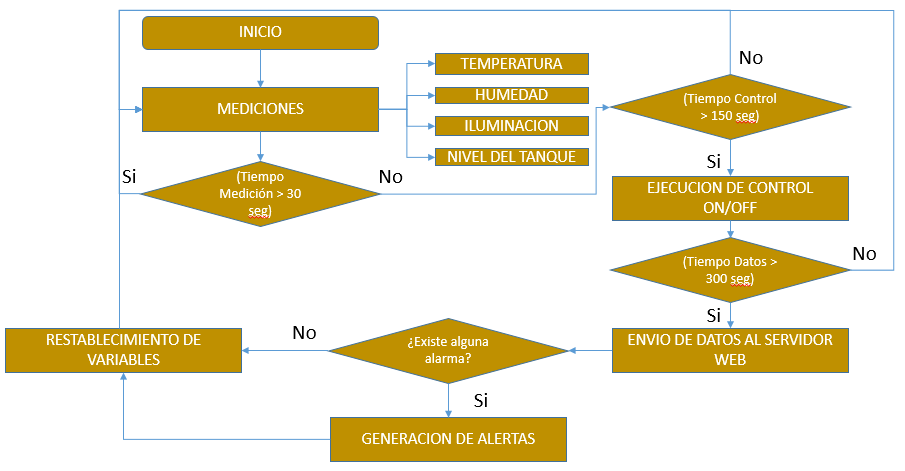 INICIO
MEDICIONES
TEMPERATURA
HUMEDAD
ILUMINACION
NIVEL DEL TANQUE
Si
(Tiempo
Medición > 30
seg)
No
No
(Tiempo Control
> 150 seg)
Si
EJECUCION DE CONTROL
ON/OFF
(Tiempo Datos >
300 seg)
No
Si
ENVIO DE DATOS AL SERVIDOR
WEB
¿Existe alguna
alarma?
No
Si
RESTABLECIMIENTO DE
VARIABLES
GENERACION DE ALERTAS